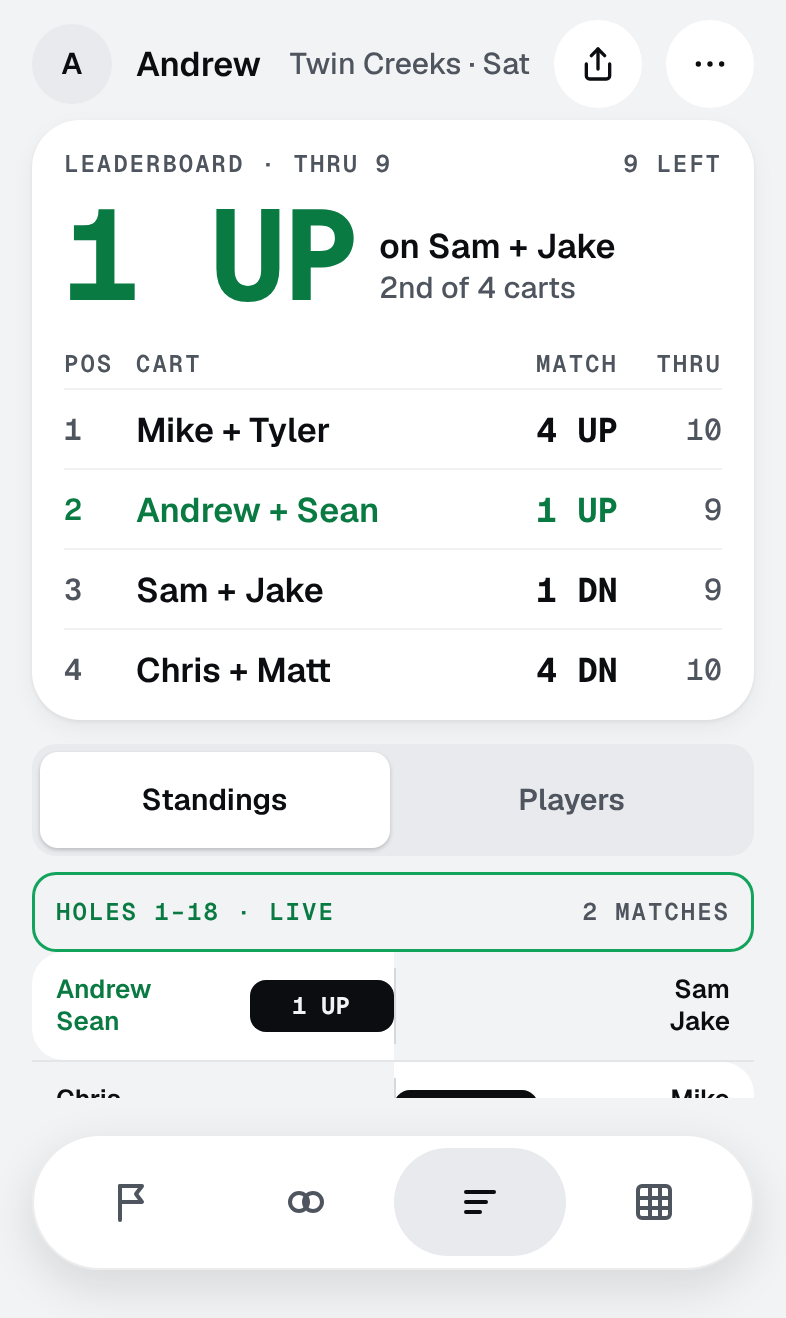 A Andrew Twin Creeks · Sat
LEADERBOARD · THRU 9 9 LEFT
1 UP
on Sam + Jake
2nd of 4 carts
POS CART MATCH THRU
1 Mike + Tyler 4 UP 10
2 Andrew + Sean 1 UP 9
3 Sam + Jake 1 DN 9
4 Chris + Matt 4 DN 10
Standings Players
HOLES 1–18 · LIVE 2 MATCHES
Andrew 1 UP Sam
Sean Jake
Chris Mike